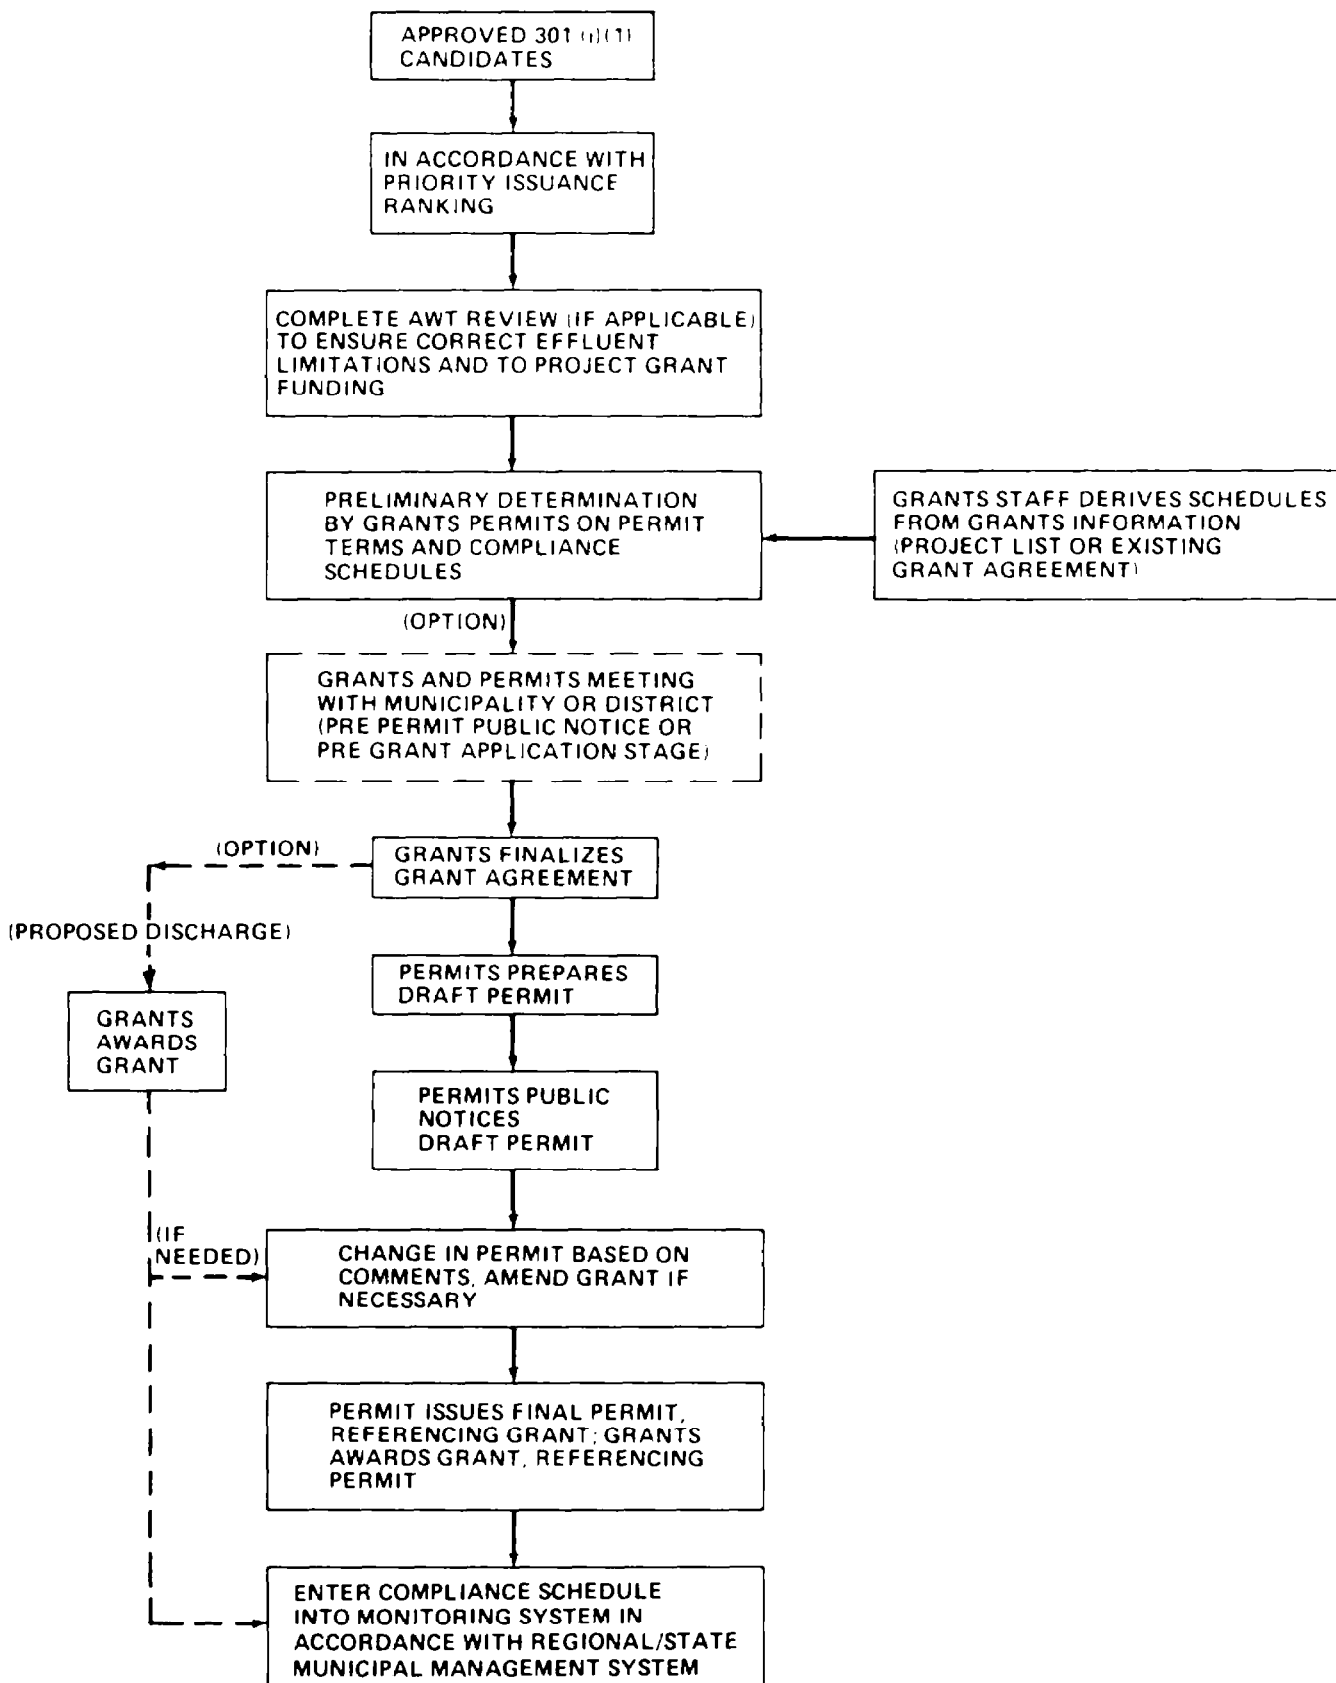 APPROVED 301 (i)(1)
CANDIDATES
IN ACCORDANCE WITH
PRIORITY ISSUANCE
RANKING
COMPLETE AWT REVIEW (IF APPLICABLE)
TO ENSURE CORRECT EFFLUENT
LIMITATIONS AND TO PROJECT GRANT
FUNDING
PRELIMINARY DETERMINATION
BY GRANTS PERMITS ON PERMIT
TERMS AND COMPLIANCE
SCHEDULES
GRANTS STAFF DERIVES SCHEDULES
FROM GRANTS INFORMATION
(PROJECT LIST OR EXISTING
GRANT AGREEMENT)
(OPTION)
GRANTS AND PERMITS MEETING
WITH MUNICIPALITY OR DISTRICT
(PRE PERMIT PUBLIC NOTICE OR
PRE GRANT APPLICATION STAGE)
(OPTION)
GRANTS FINALIZES
GRANT AGREEMENT
(PROPOSED DISCHARGE)
PERMITS PREPARES
DRAFT PERMIT
GRANTS
AWARDS
GRANT
PERMITS PUBLIC
NOTICES
DRAFT PERMIT
(IF
NEEDED)
CHANGE IN PERMIT BASED ON
COMMENTS, AMEND GRANT IF
NECESSARY
PERMIT ISSUES FINAL PERMIT,
REFERENCING GRANT; GRANTS
AWARDS GRANT, REFERENCING
PERMIT
ENTER COMPLIANCE SCHEDULE
INTO MONITORING SYSTEM IN
ACCORDANCE WITH REGIONAL/STATE
MUNICIPAL MANAGEMENT SYSTEM